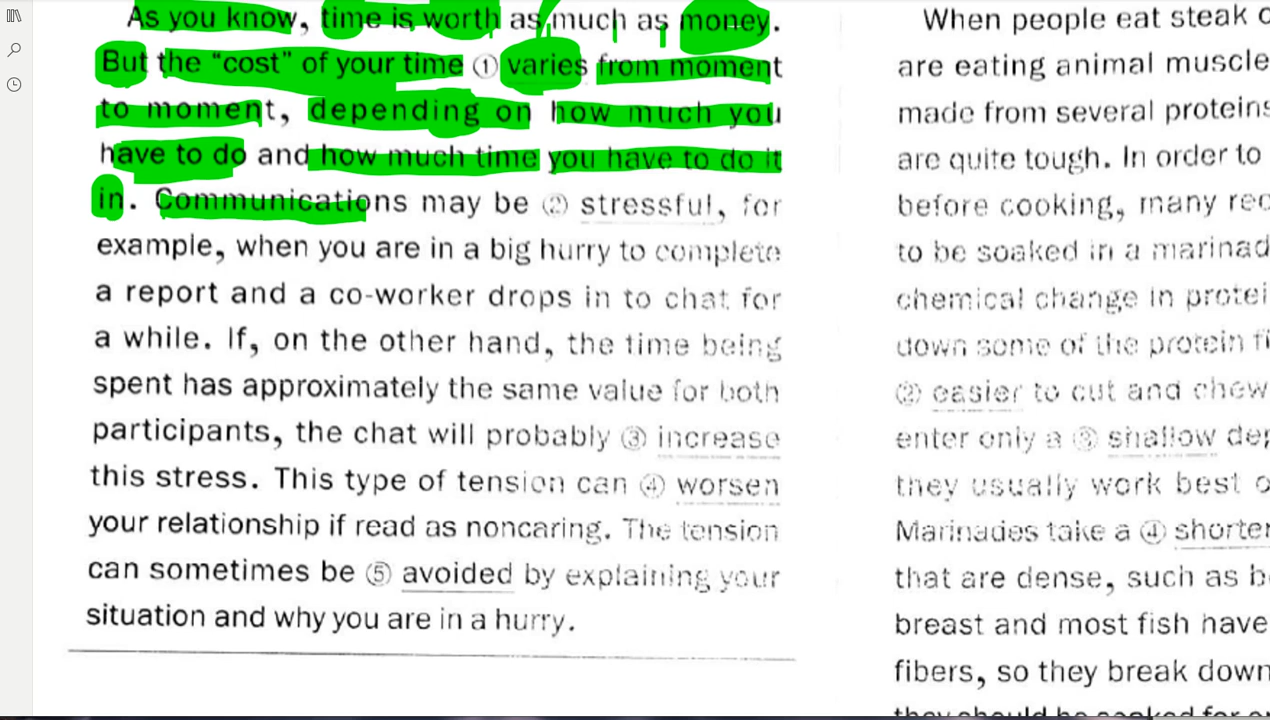 As you know, time is worth as much as money.
But the “cost” of your time ① varies from moment
to moment, depending on how much you
have to do and how much time you have to do it
in. Communications may be ② stressful, for
example, when you are in a big hurry to complete
a report and a co-worker drops in to chat for
a while. If, on the other hand, the time being
spent has approximately the same value for both
participants, the chat will probably ③ increase
this stress. This type of tension can ④ worsen
your relationship if read as noncaring. The tension
can sometimes be ⑤ avoided by explaining your
situation and why you are in a hurry.
When people eat steak
are eating animal muscle
made from several proteins
are quite tough. In order to
before cooking, many
to be soaked in a
chemical change in
down some of the protein
② easier to cut and chew
enter only a ③ shallow
they usually work best
Marinades take a ④ shorter
that are dense, such as
breast and most fish have
fibers, so they break down
they should be soaked for